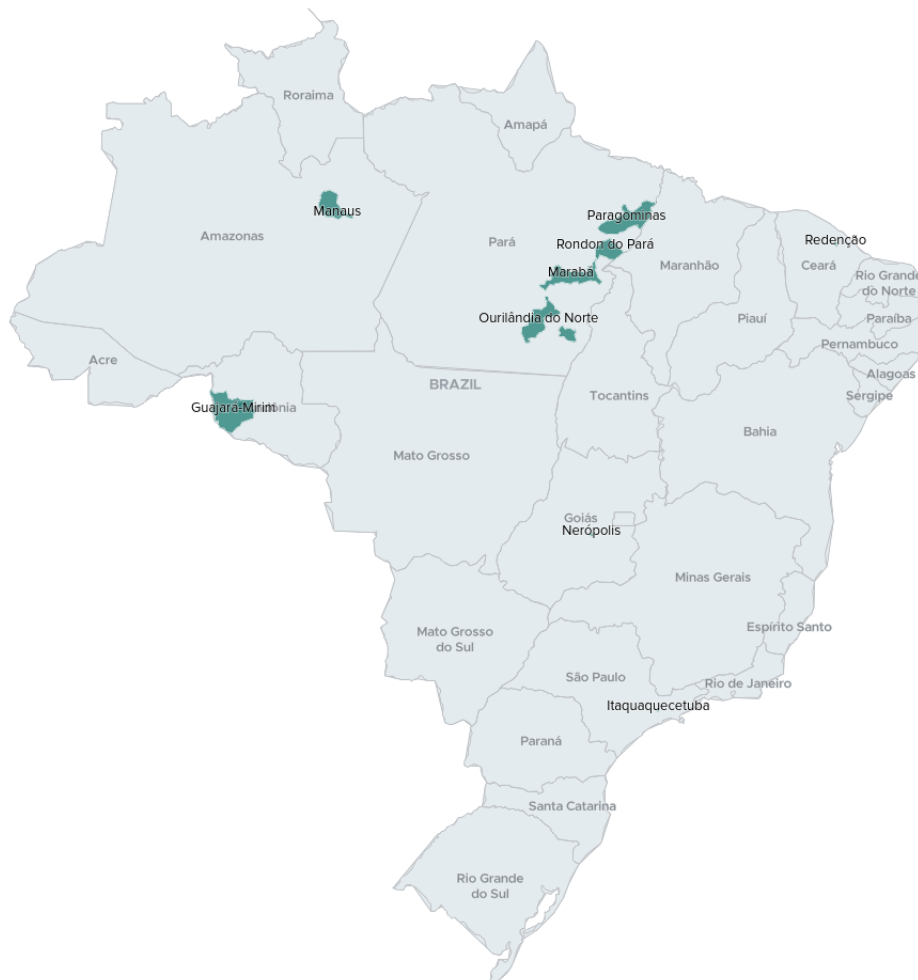 Roraima
Amapá
Manaus
Paragominas
Amazonas
Pará
Rondon do Pará
Redenção
Maranhão
Ceará
Marabá
Rio Grande
do Norte
Ourilândia do Norte
Piauí
Paraíba
Pernambuco
Acre
Alagoas
BRAZIL
Tocantins
Sergipe
Guajará-Mirim
Bahia
Mato Grosso
Goiás
Nerópolis
Minas Gerais
Espírito Santo
Mato Grosso
do Sul
São Paulo
Rio de Janeiro
Itaquaquecetuba
Paraná
Santa Catarina
Rio Grande
do Sul